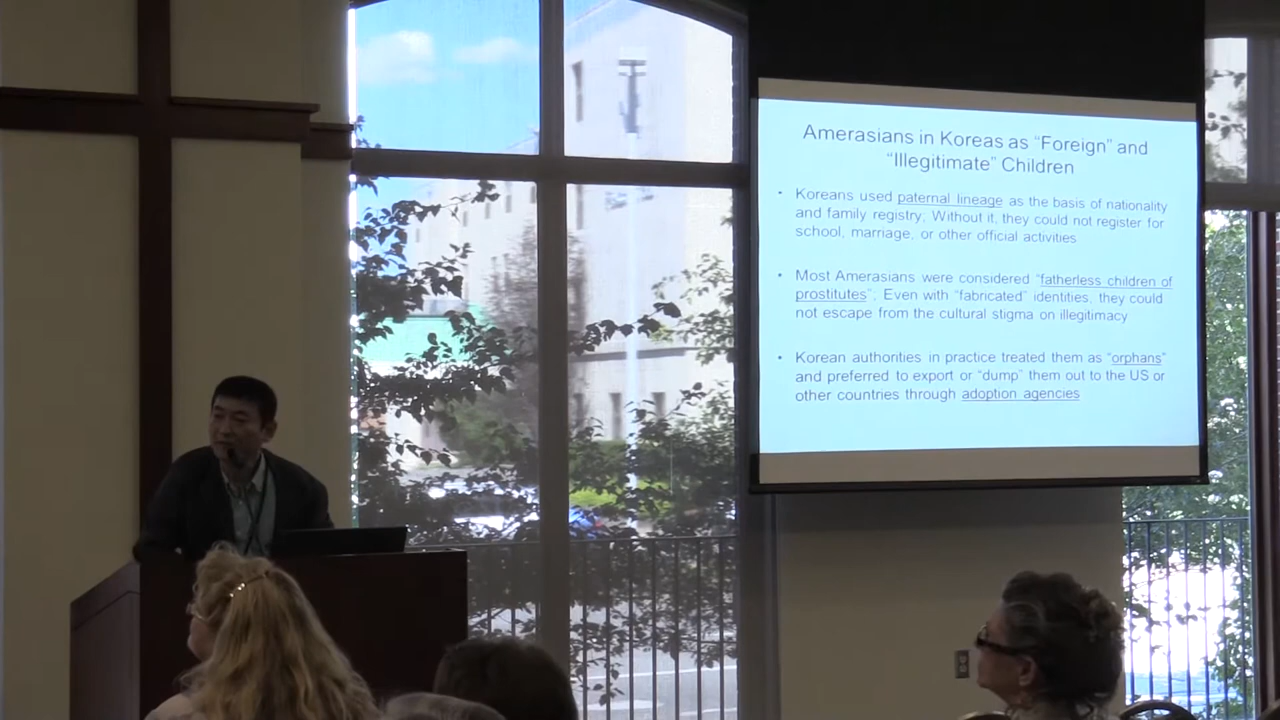 Amerasians in Koreas as “Foreign” and
“Illegitimate” Children
• Koreans used paternal lineage as the basis of nationality
and family registry; Without it, they could not register for
school, marriage, or other official activities
• Most Amerasians were considered “fatherless children of
prostitutes”; Even with “fabricated” identities, they could
not escape from the cultural stigma on illegitimacy
• Korean authorities in practice treated them as “orphans”
and preferred to export or “dump” them out to the US or
other countries through adoption agencies